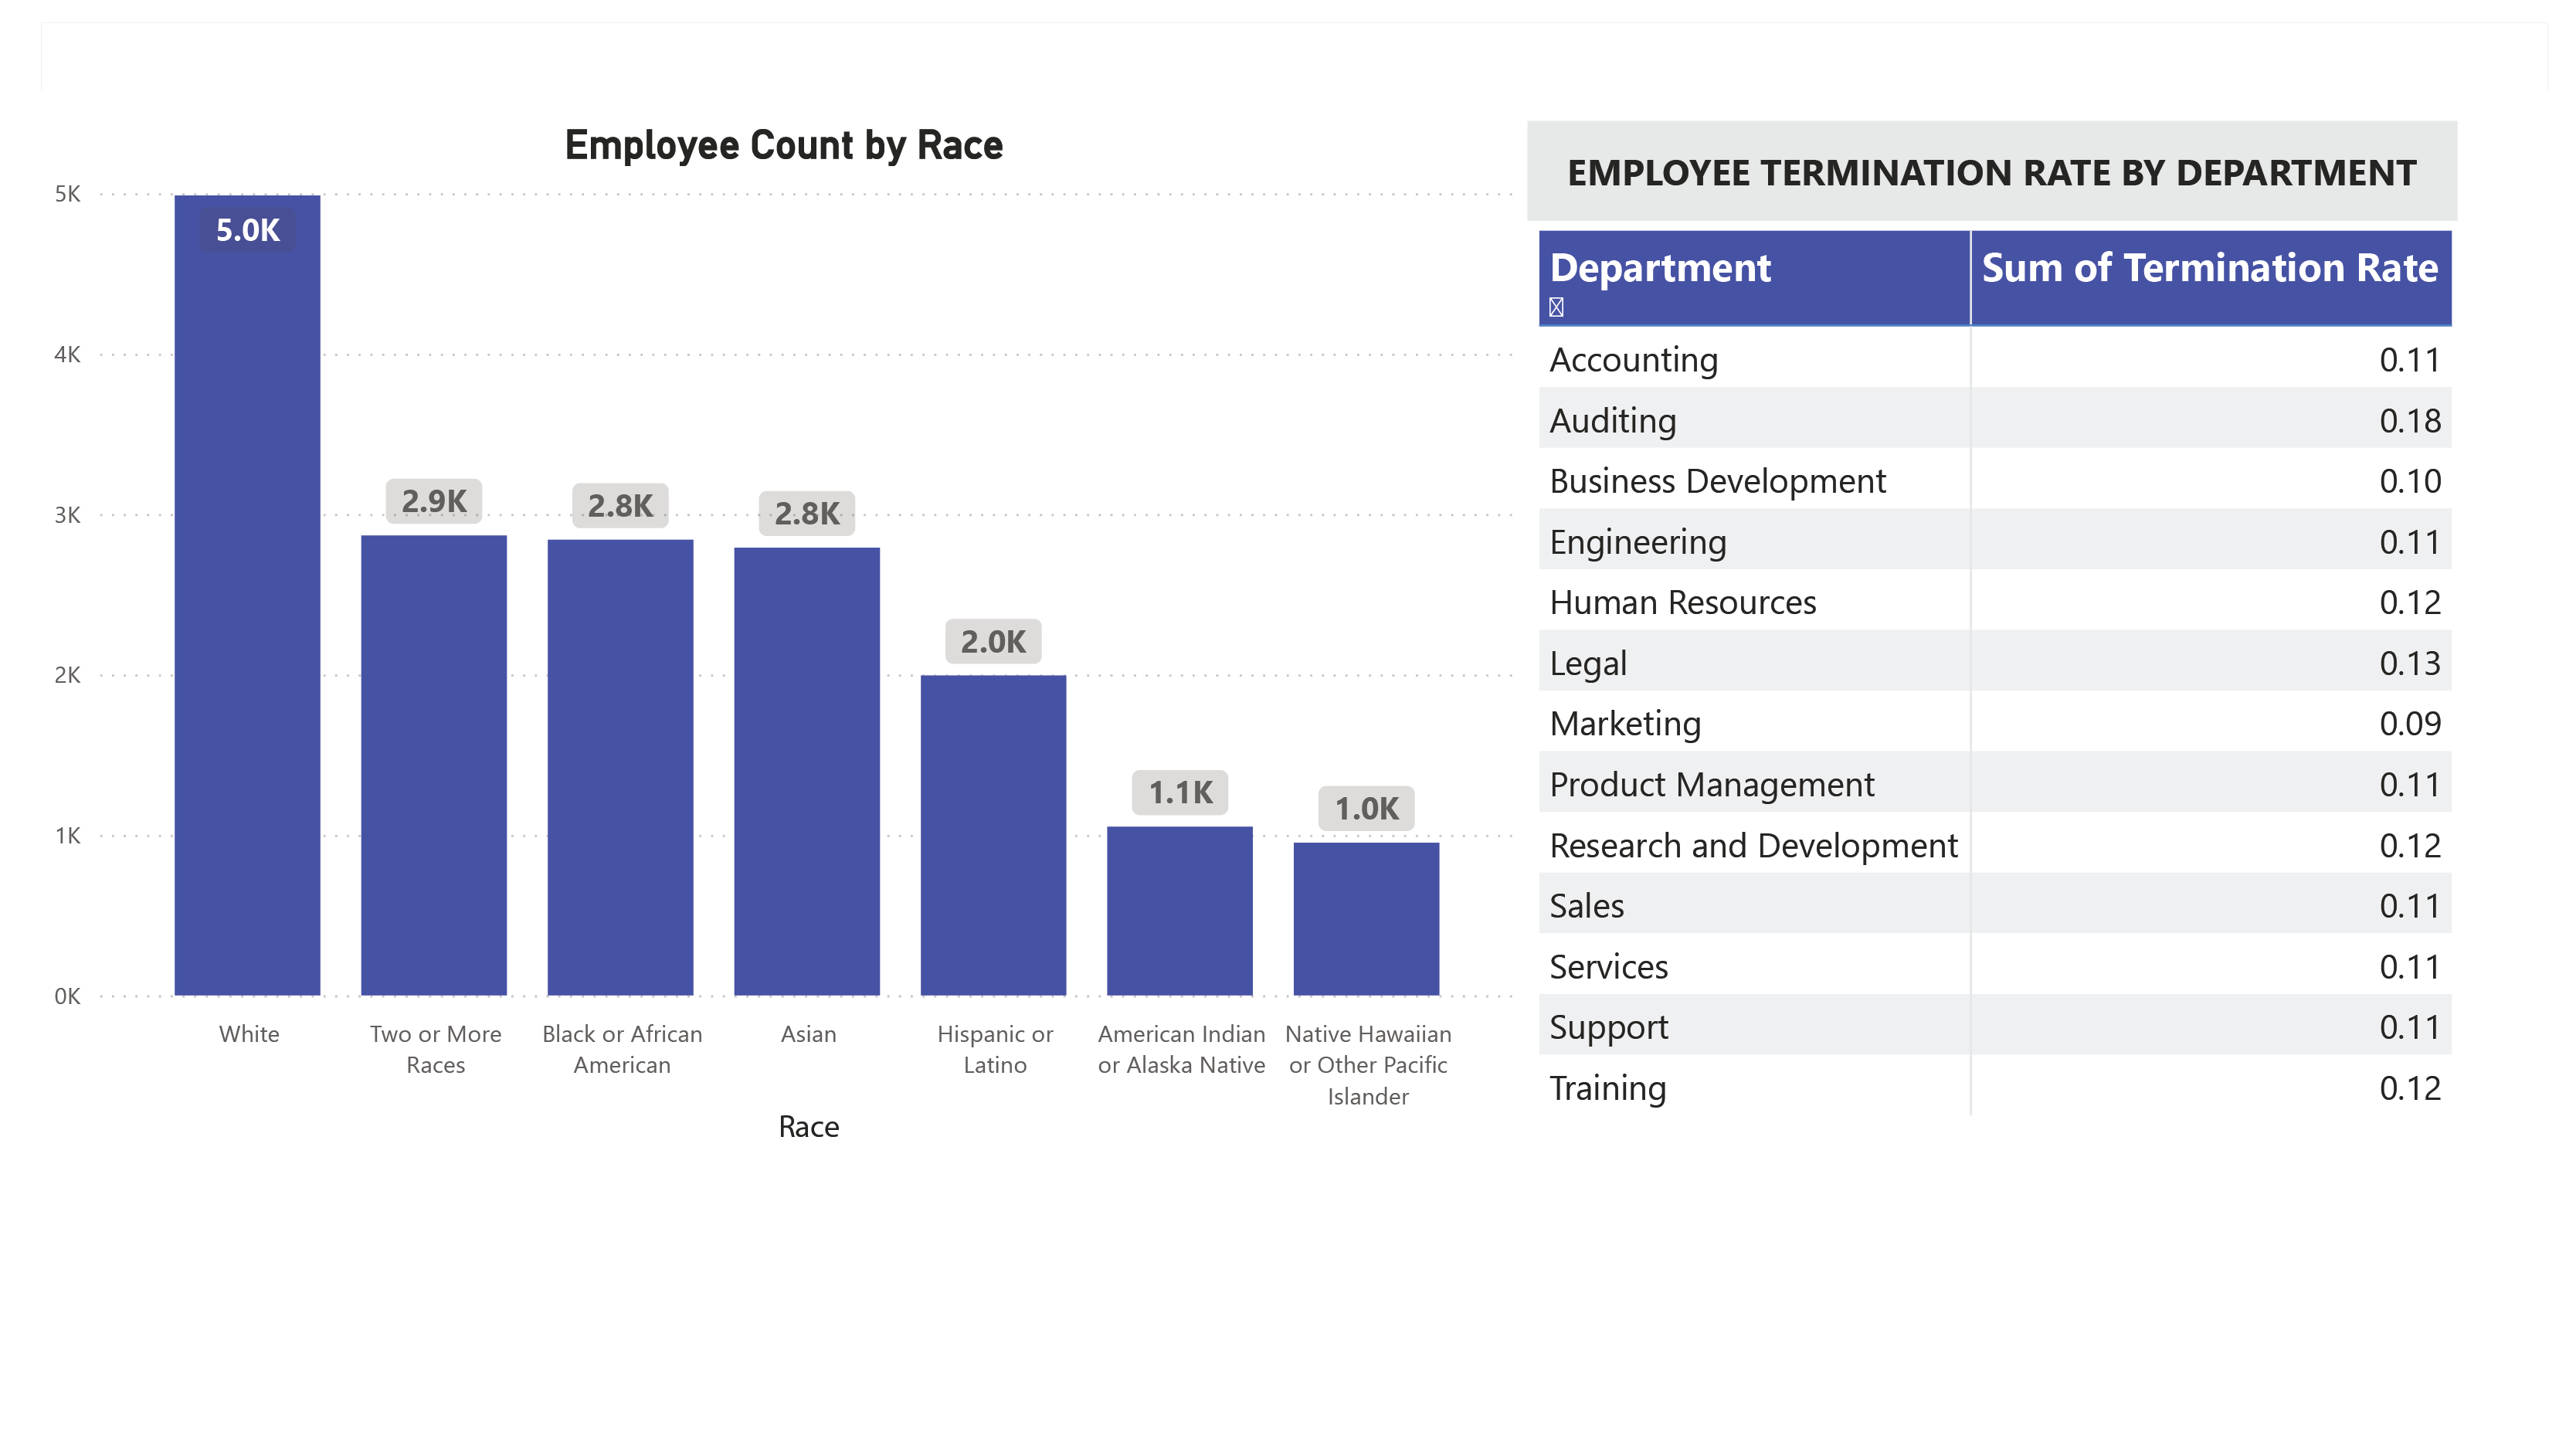 Employee Count by Race
5K
4K
3K
2K
1K
0K
5.0K
2.9K
2.8K
2.8K
2.0K
1.1K
1.0K
White
Two or More
Races
Black or African
American
Asian
Hispanic or
Latino
American Indian
or Alaska Native
Native Hawaiian
or Other Pacific
Islander
Race
EMPLOYEE TERMINATION RATE BY DEPARTMENT
Department Sum of Termination Rate
Accounting 0.11
Auditing 0.18
Business Development 0.10
Engineering 0.11
Human Resources 0.12
Legal 0.13
Marketing 0.09
Product Management 0.11
Research and Development 0.12
Sales 0.11
Services 0.11
Support 0.11
Training 0.12